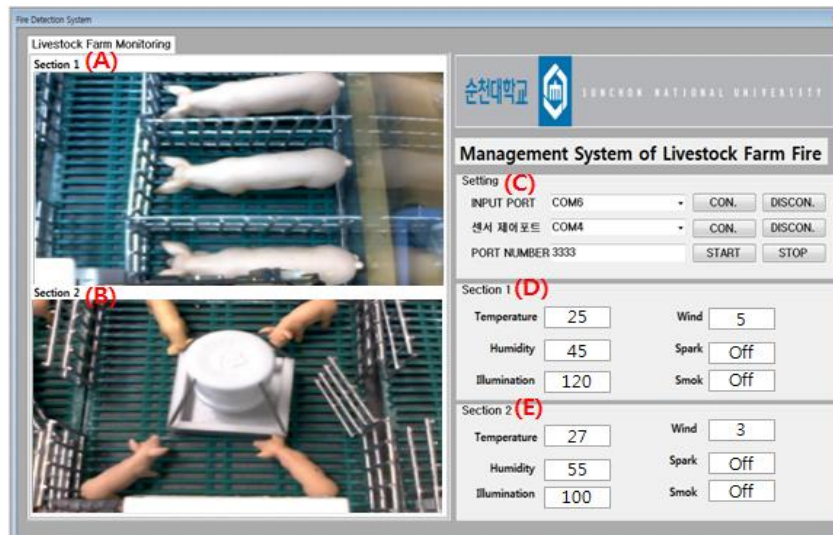 Fire Detection System
Livestock Farm Monitoring
Section 1 (A)
Section 2 (B)
순천대학교 SUNCHON NATIONAL UNIVERSITY
Management System of Livestock Farm Fire
Setting (C)
INPUT PORT COM6 CON. DISCON.
센서 제어포트 COM4 CON. DISCON.
PORT NUMBER 3333 START STOP
Section 1 (D)
Temperature 25 Wind 5
Humidity 45 Spark Off
Illumination 120 Smok Off
Section 2 (E)
Temperature 27 Wind 3
Humidity 55 Spark Off
Illumination 100 Smok Off